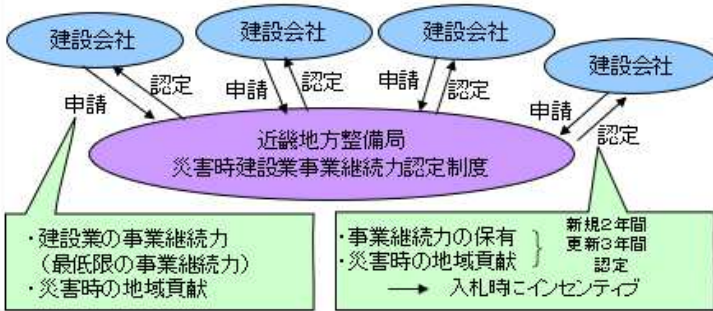 建設会社
建設会社
建設会社
建設会社
申請
認定
申請
認定
申請
認定
申請
認定
近畿地方整備局
災害時建設業事業継続力認定制度
・建設業の事業継続力
（最低限の事業継続力）
・災害時の地域貢献
・事業継続力の保有
・災害時の地域貢献
新規２年間
更新３年間
認定
→ 入札時にインセンティブ